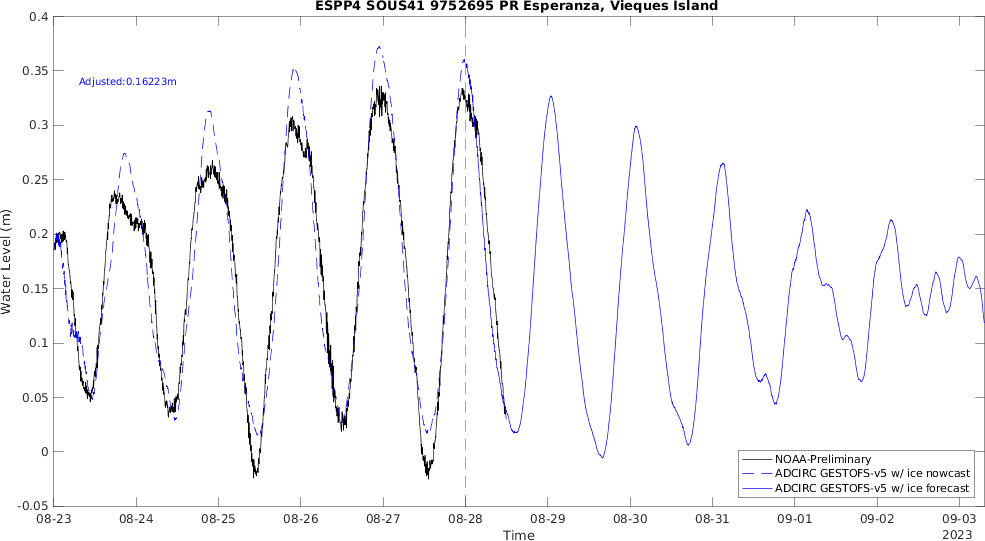 ESPP4 SOUS41 9752695 PR Esperanza, Vieques Island
0.4
0.35
0.3
0.25
0.2
0.15
0.1
0.05
0
-0.05
Water Level (m)
Adjusted:0.16223m
NOAA-Preliminary
ADCIRC GESTOFS-v5 w/ ice nowcast
ADCIRC GESTOFS-v5 w/ ice forecast
08-23 08-24 08-25 08-26 08-27 08-28 08-29 08-30 08-31 09-01 09-02 09-03
Time
2023